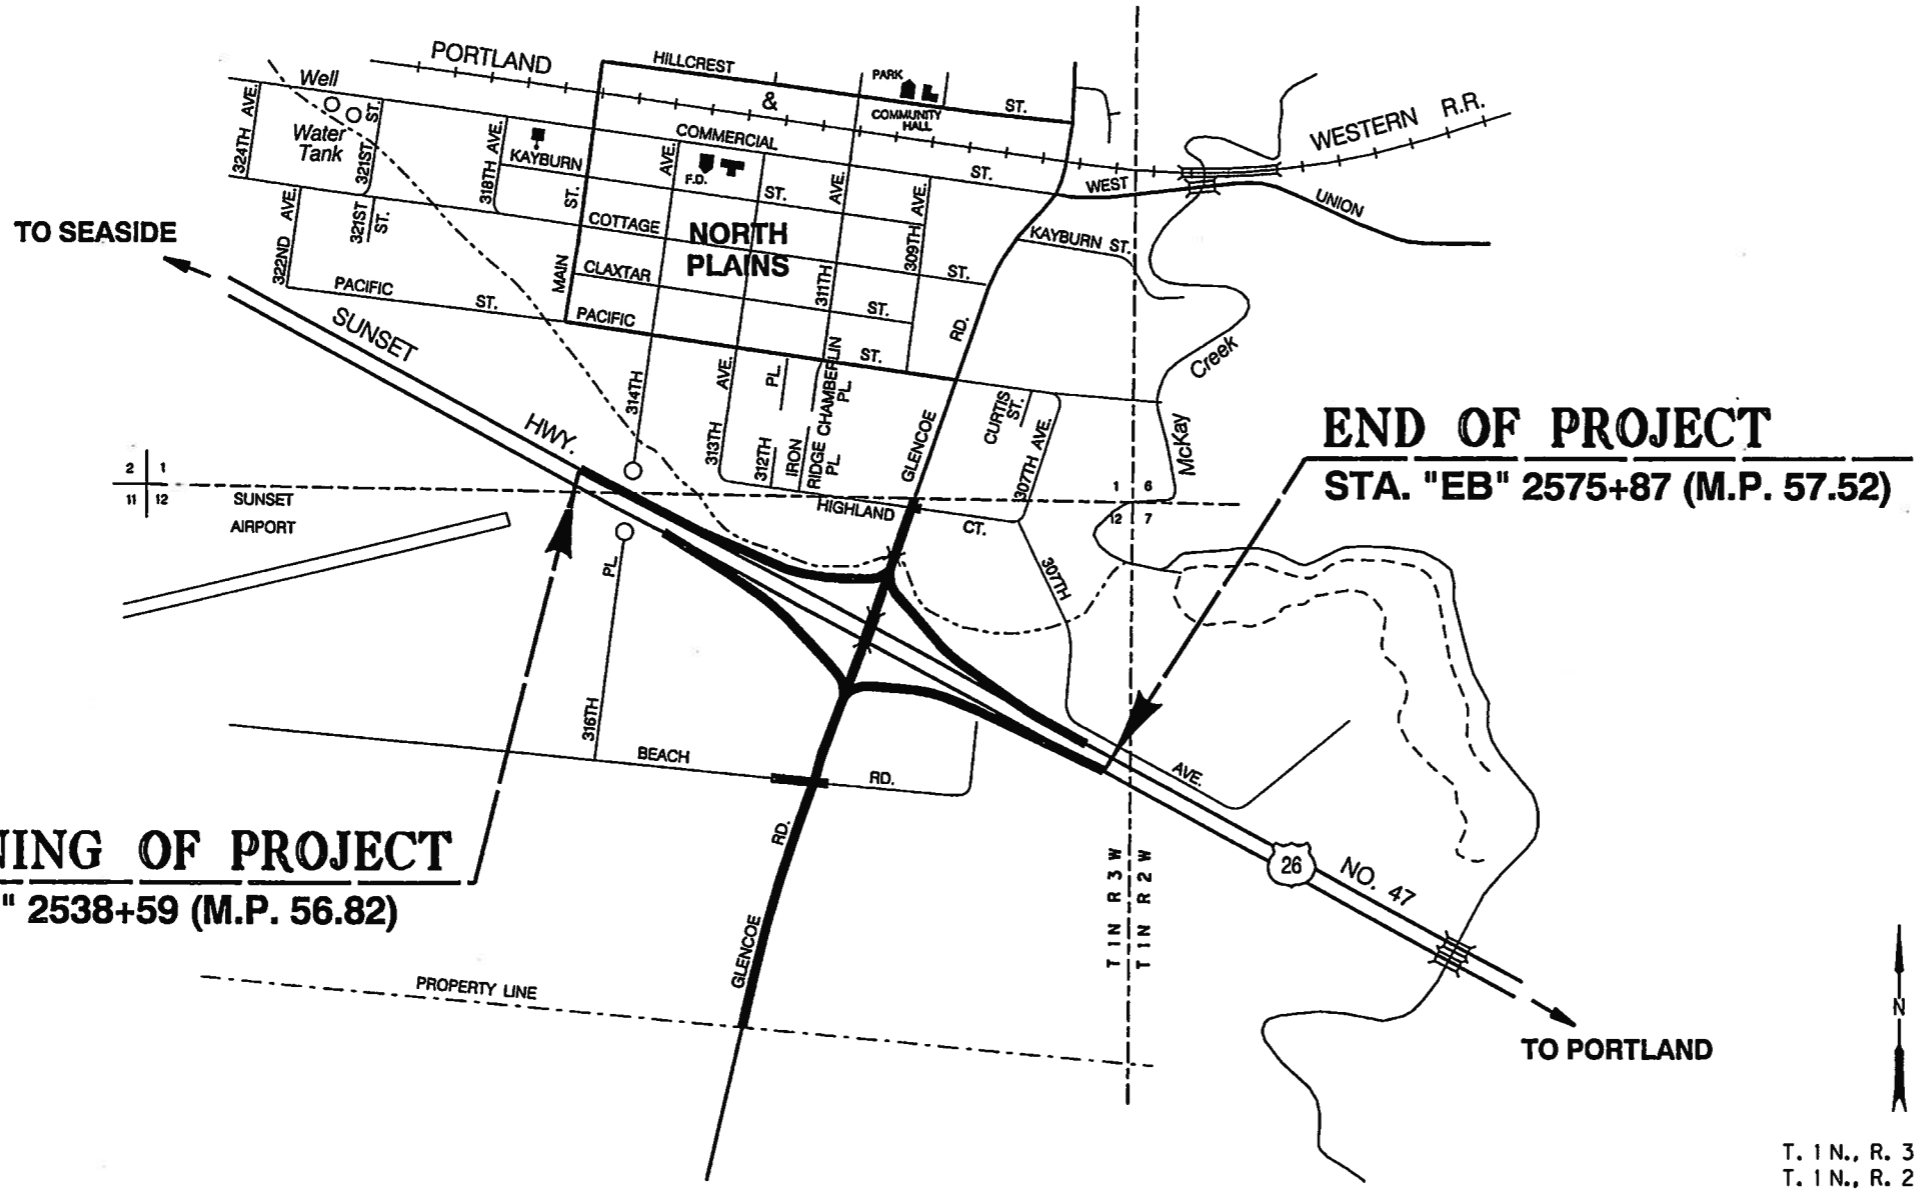 PORTLAND & WESTERN R.R.
HILLCREST ST.
PARK
COMMUNITY
HALL
Well
Water
Tank
324TH AVE.
321ST ST.
318TH AVE.
COMMERCIAL ST.
KAYBURN ST.
F.D.
AVE.
AVE.
309TH AVE.
WEST UNION
322ND AVE.
321ST
ST.
MAIN ST.
COTTAGE ST.
NORTH
PLAINS
KAYBURN ST.
TO SEASIDE
CLAXTAR ST.
311TH
PACIFIC ST.
PACIFIC ST.
SUNSET HWY.
GLENCOE RD.
Creek
McKay
314TH
313TH AVE.
312TH PL.
IRON
RIDGE
PL.
CHAMBERLIN
PL.
CURTIS
ST.
307TH AVE.
END OF PROJECT
STA. "EB" 2575+87 (M.P. 57.52)
2 1
11 12
SUNSET
AIRPORT
HIGHLAND CT.
1 6
12 7
307TH AVE.
316TH PL.
BEACH RD.
NING OF PROJECT
" 2538+59 (M.P. 56.82)
GLENCOE RD.
T 1N R 3 W
T 1N R 2 W
26
NO. 47
PROPERTY LINE
TO PORTLAND
N
T. 1 N., R. 3
T. 1 N., R. 2